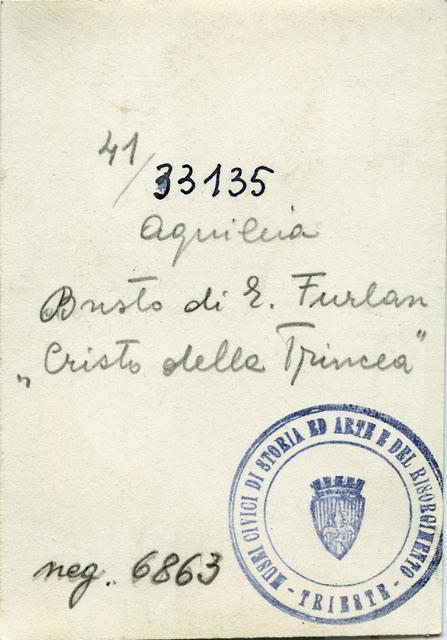 41/33135
Aquileia
Busto di E. Furlan
„Cristo della Trincea"
MUSEI CIVICI DI STORIA ED ARTE E DEL RISORGIMENTO
- TRIESTE -
neg. 6863